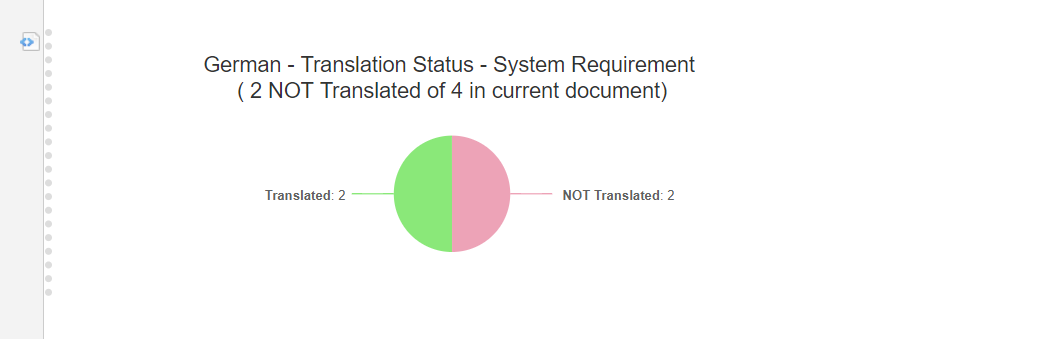 German - Translation Status - System Requirement
( 2 NOT Translated of 4 in current document)
Translated: 2
NOT Translated: 2